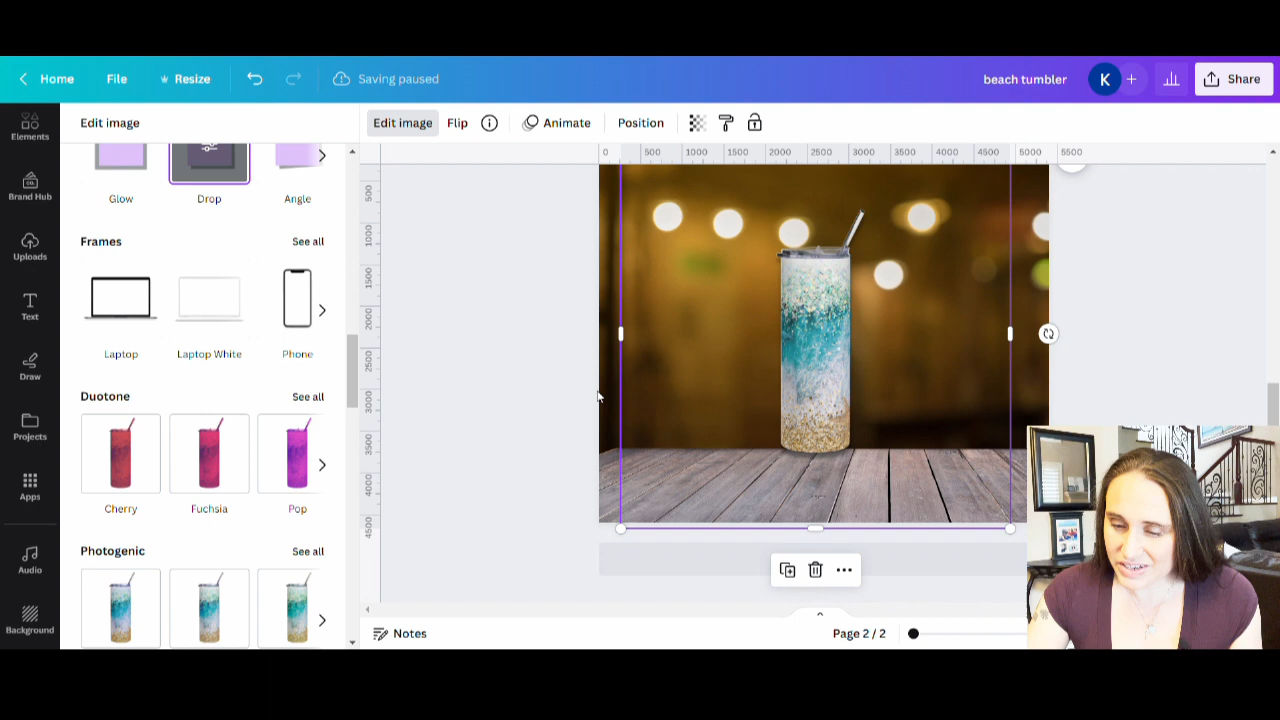 Home File Resize Saving paused beach tumbler K + Share
Elements
Brand Hub
Uploads
Text
Draw
Projects
Apps
Audio
Background
Edit image
Glow Drop Angle
Frames See all
Laptop Laptop White Phone
Duotone See all
Cherry Fuchsia Pop
Photogenic See all
Edit image Flip Animate Position
0 500 1000 1500 2000 2500 3000 3500 4000 4500 5000 5500
500
1000
1500
2000
2500
3000
3500
4000
4500
Notes Page 2 / 2